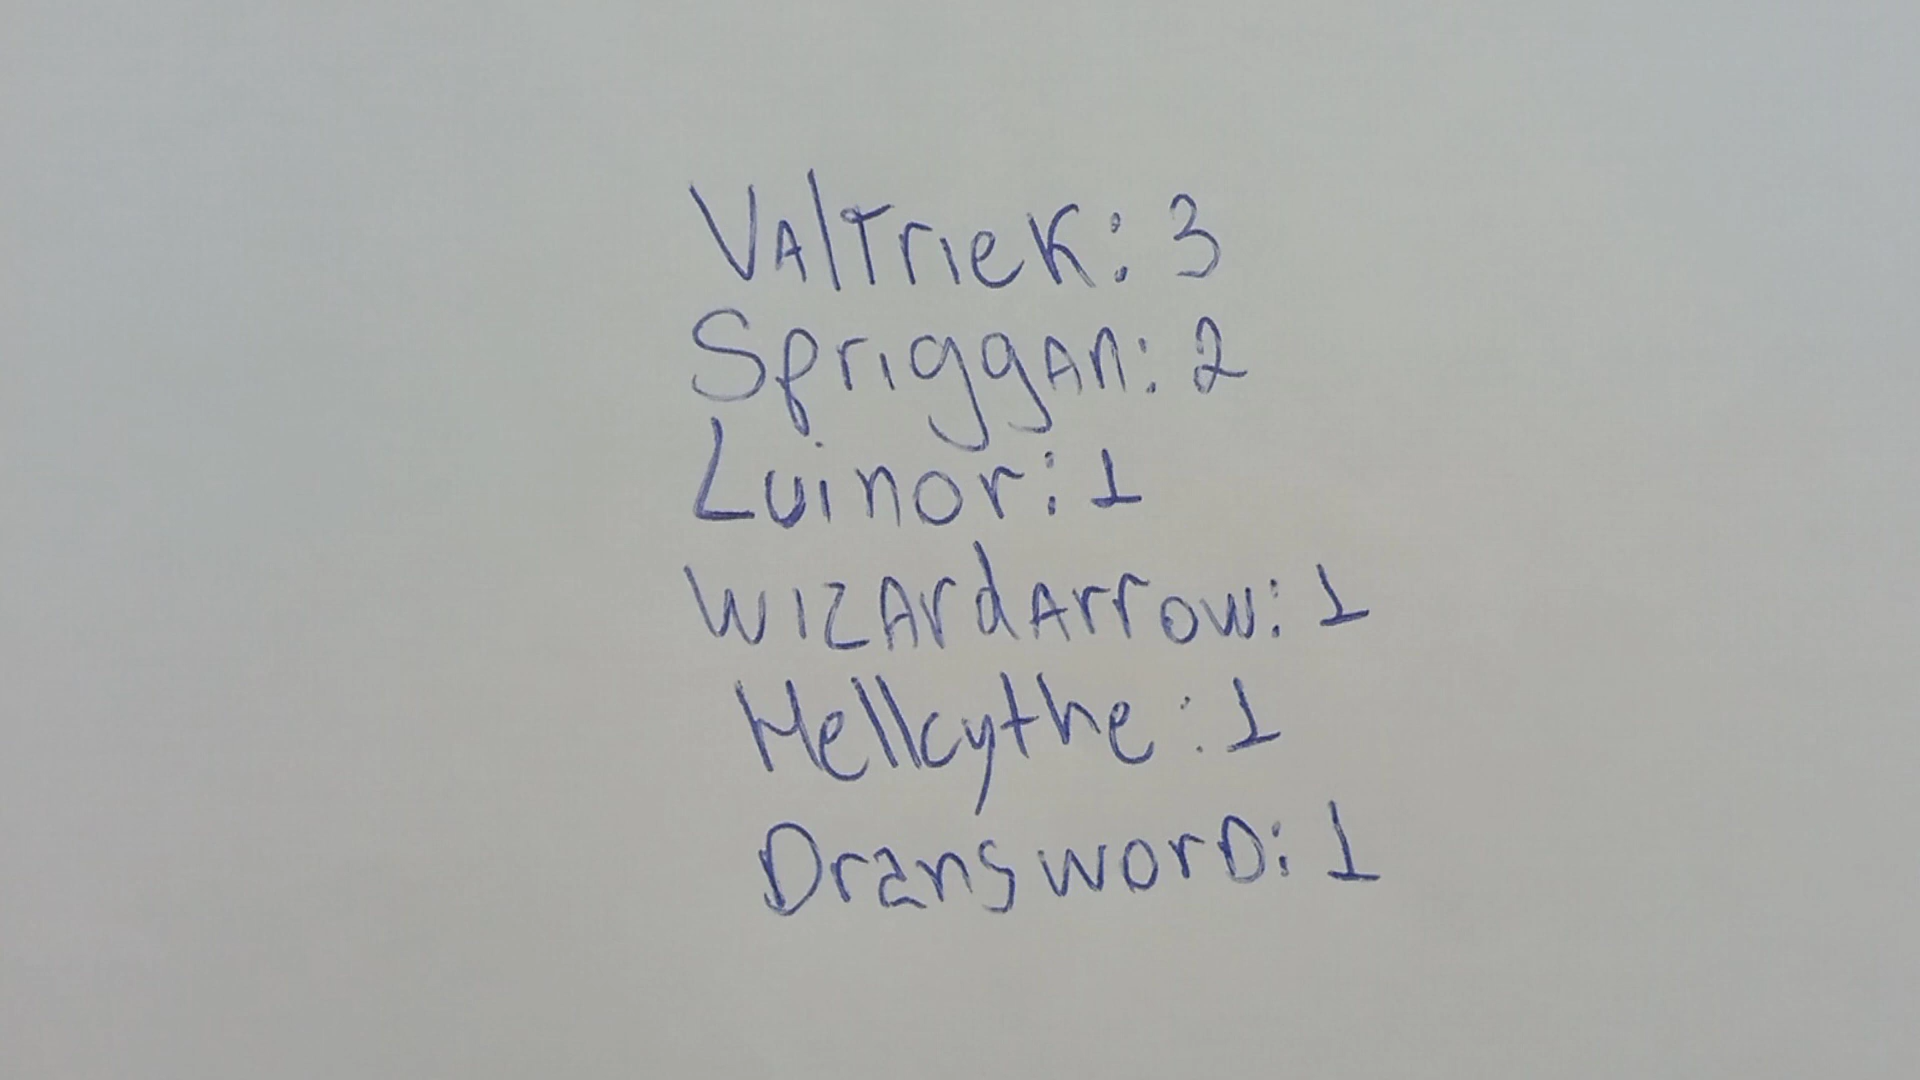 Valtriek: 3
Spriggan: 2
Luinor: 1
Wizardarrow: 1
Hellcythe: 1
Dransword: 1